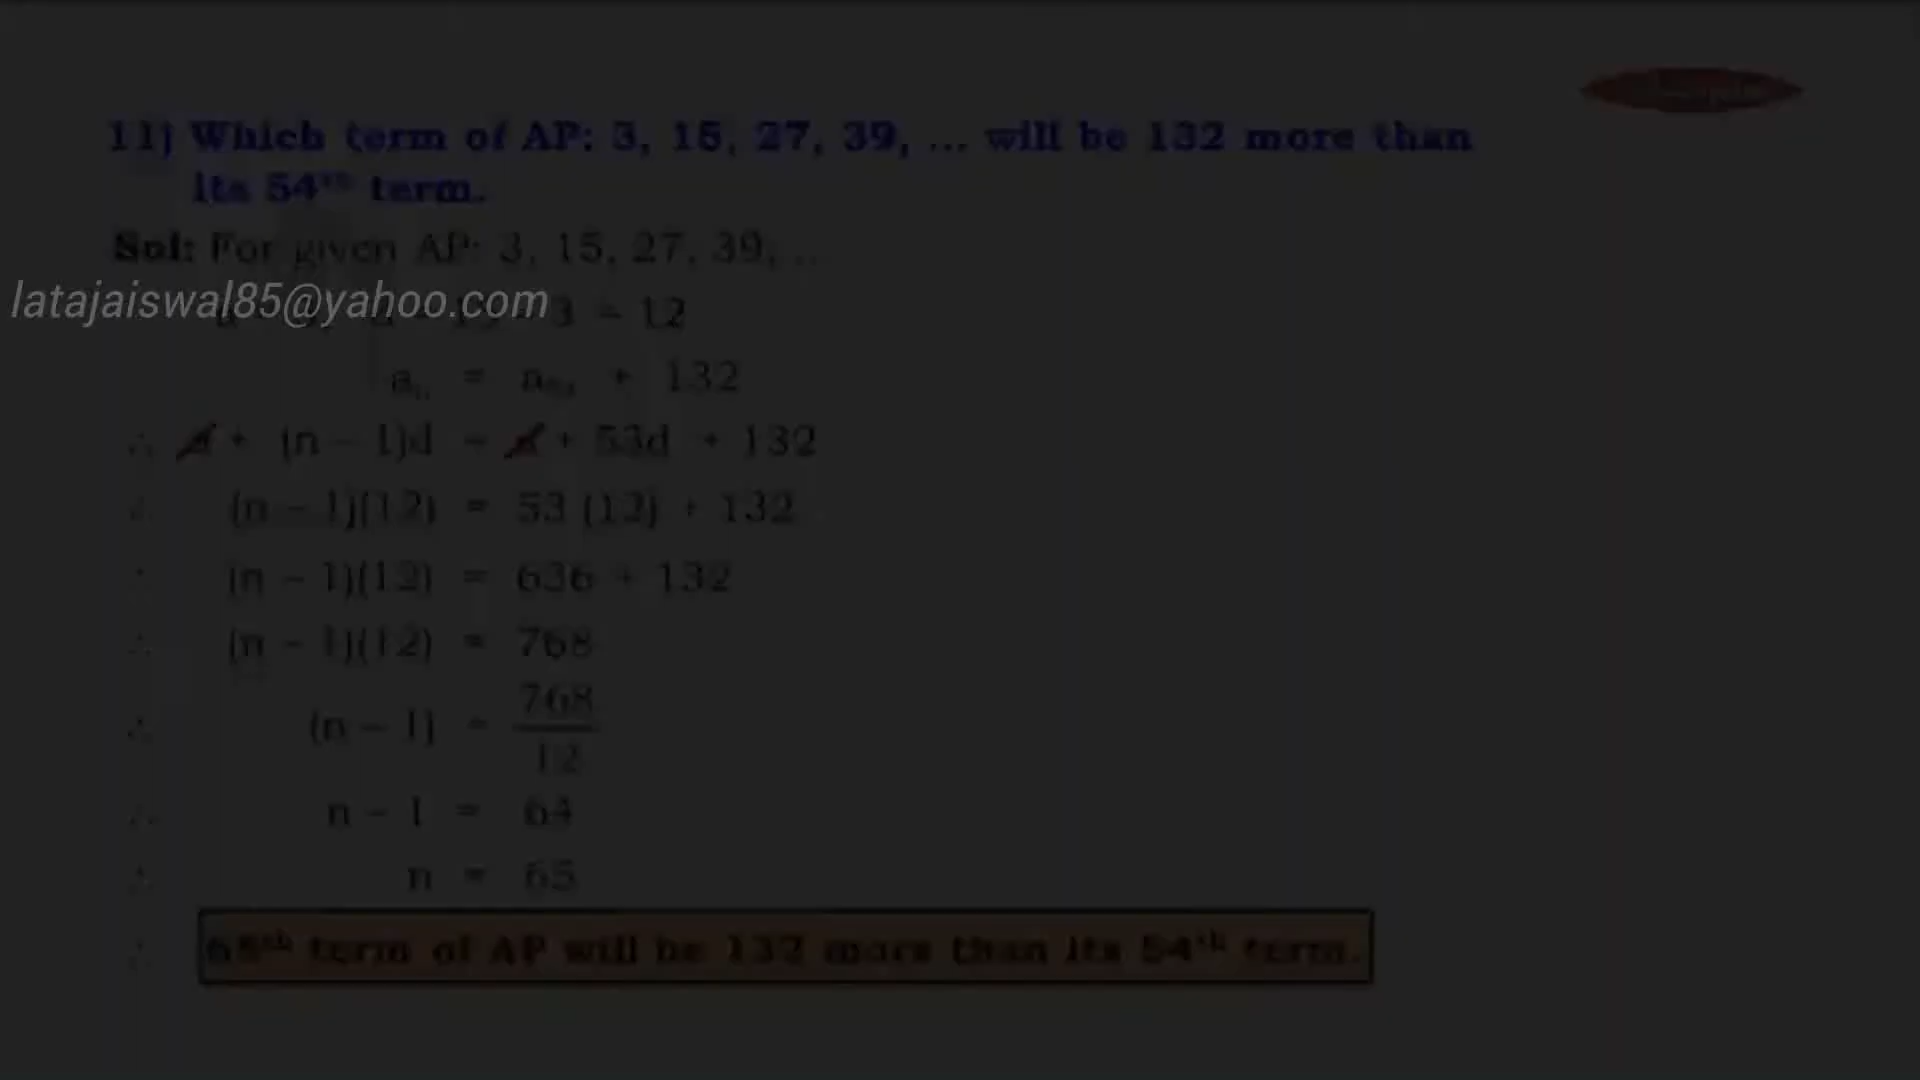 11) Which term of AP: 3, 15, 27, 39, ... will be 132 more than
its 54th term.
Sol: For given AP: 3, 15, 27, 39, ...
latajaiswal85@yahoo.com
3 = 12
aₙ = a₅₄ + 132
∴ a + (n – 1)d = a + 53d + 132
∴ (n – 1)(12) = 53 (12) + 132
∴ (n – 1)(12) = 636 + 132
∴ (n – 1)(12) = 768
∴ (n – 1) = 768/12
∴ n – 1 = 64
∴ n = 65
∴ 65th term of AP will be 132 more than its 54th term.